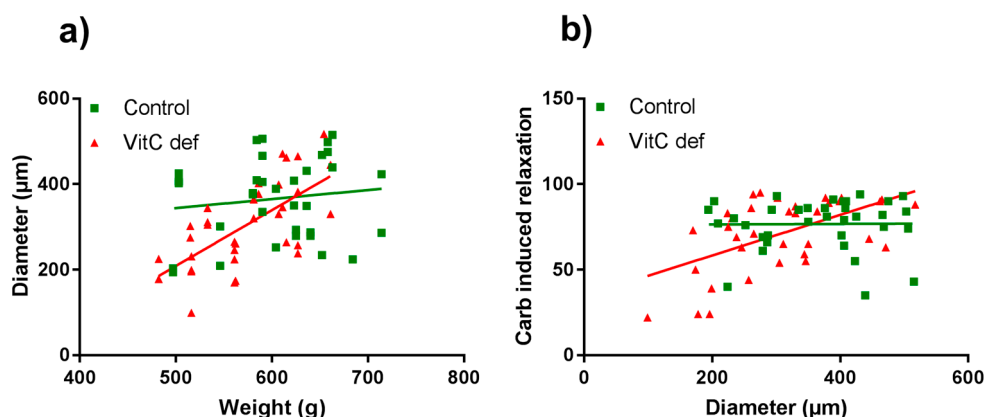 a)
Control
VitC def
Diameter (µm)
600
400
200
0
400 500 600 700 800
Weight (g)
b)
Control
VitC def
Carb induced relaxation
150
100
50
0
0 200 400 600
Diameter (µm)